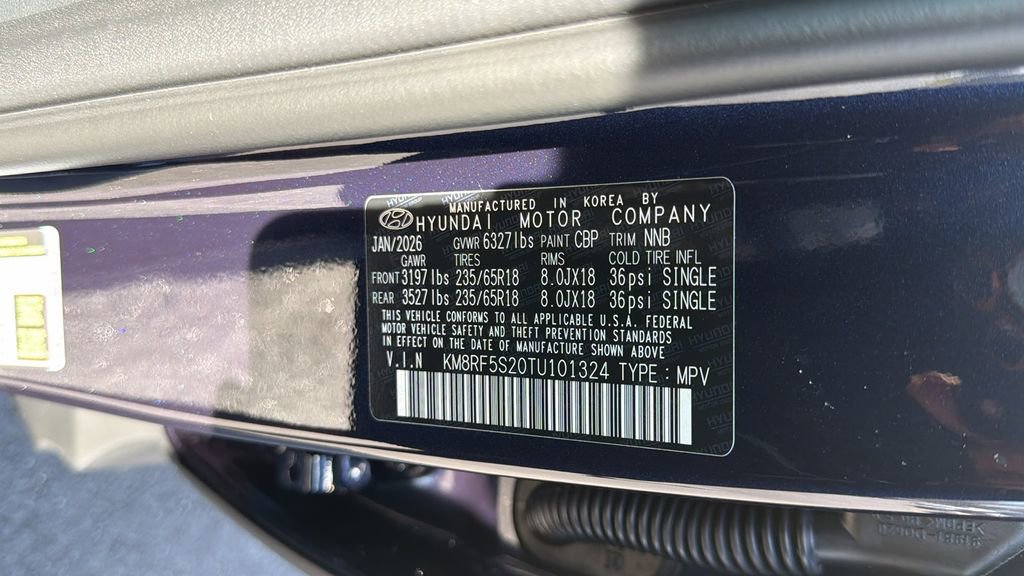 MANUFACTURED IN KOREA BY
HYUNDAI MOTOR COMPANY
JAN/2026 GVWR 6327lbs PAINT CBP TRIM NNB
GAWR TIRES RIMS COLD TIRE INFL
FRONT 3197lbs 235/65R18 8.0JX18 36psi SINGLE
REAR 3527lbs 235/65R18 8.0JX18 36psi SINGLE
THIS VEHICLE CONFORMS TO ALL APPLICABLE U.S.A. FEDERAL
MOTOR VEHICLE SAFETY AND THEFT PREVENTION STANDARDS
IN EFFECT ON THE DATE OF MANUFACTURE SHOWN ABOVE
V.I.N KM8RF5S20TU101324 TYPE : MPV